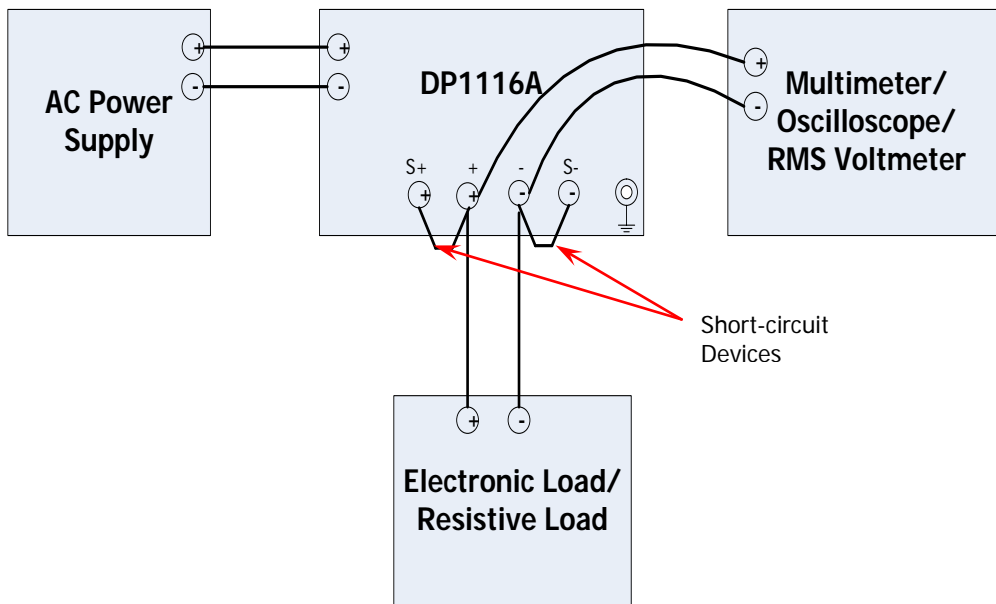 AC Power
Supply
+
-
+
-
DP1116A
S+
+
-
S-
+
+
-
-
+
-
Multimeter/
Oscilloscope/
RMS Voltmeter
Short-circuit
Devices
+
-
Electronic Load/
Resistive Load